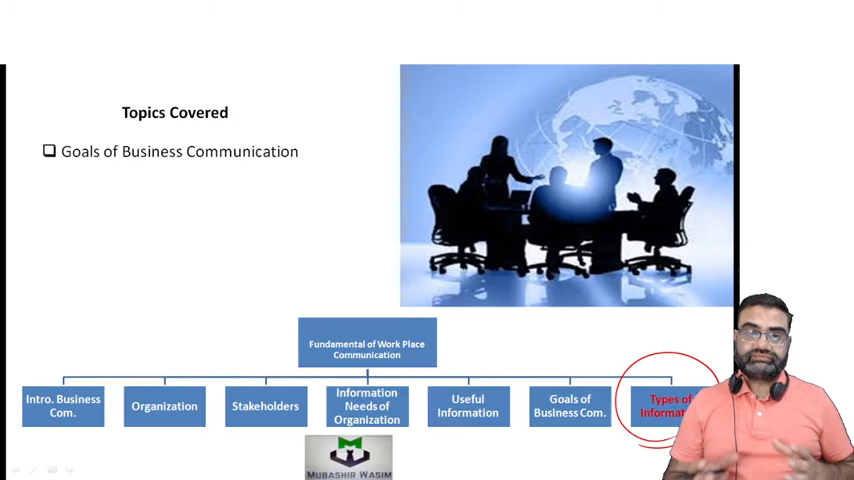 Topics Covered
Goals of Business Communication
Fundamental of Work Place
Communication
Intro. Business
Com.
Organization
Stakeholders
Information
Needs of
Organization
Useful
Information
Goals of
Business Com.
Types of
MUBASHIR WASIM